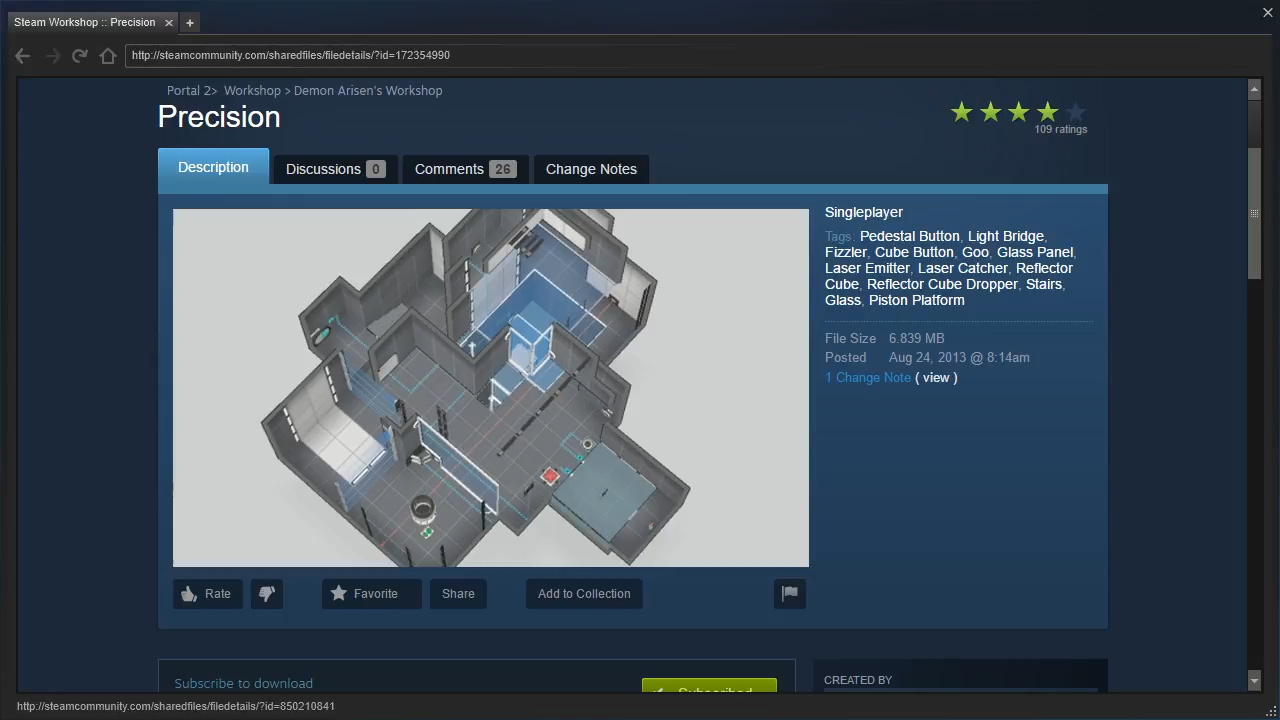 Steam Workshop :: Precision
http://steamcommunity.com/sharedfiles/filedetails/?id=172354990
Portal 2> Workshop > Demon Arisen's Workshop
Precision
109 ratings
Description
Discussions 0
Comments 26
Change Notes
Singleplayer
Tags: Pedestal Button, Light Bridge,
Fizzler, Cube Button, Goo, Glass Panel,
Laser Emitter, Laser Catcher, Reflector
Cube, Reflector Cube Dropper, Stairs,
Glass, Piston Platform
File Size 6.839 MB
Posted Aug 24, 2013 @ 8:14am
1 Change Note ( view )
Rate
Favorite
Share
Add to Collection
Subscribe to download
Subscribed
CREATED BY
http://steamcommunity.com/sharedfiles/filedetails/?id=850210841